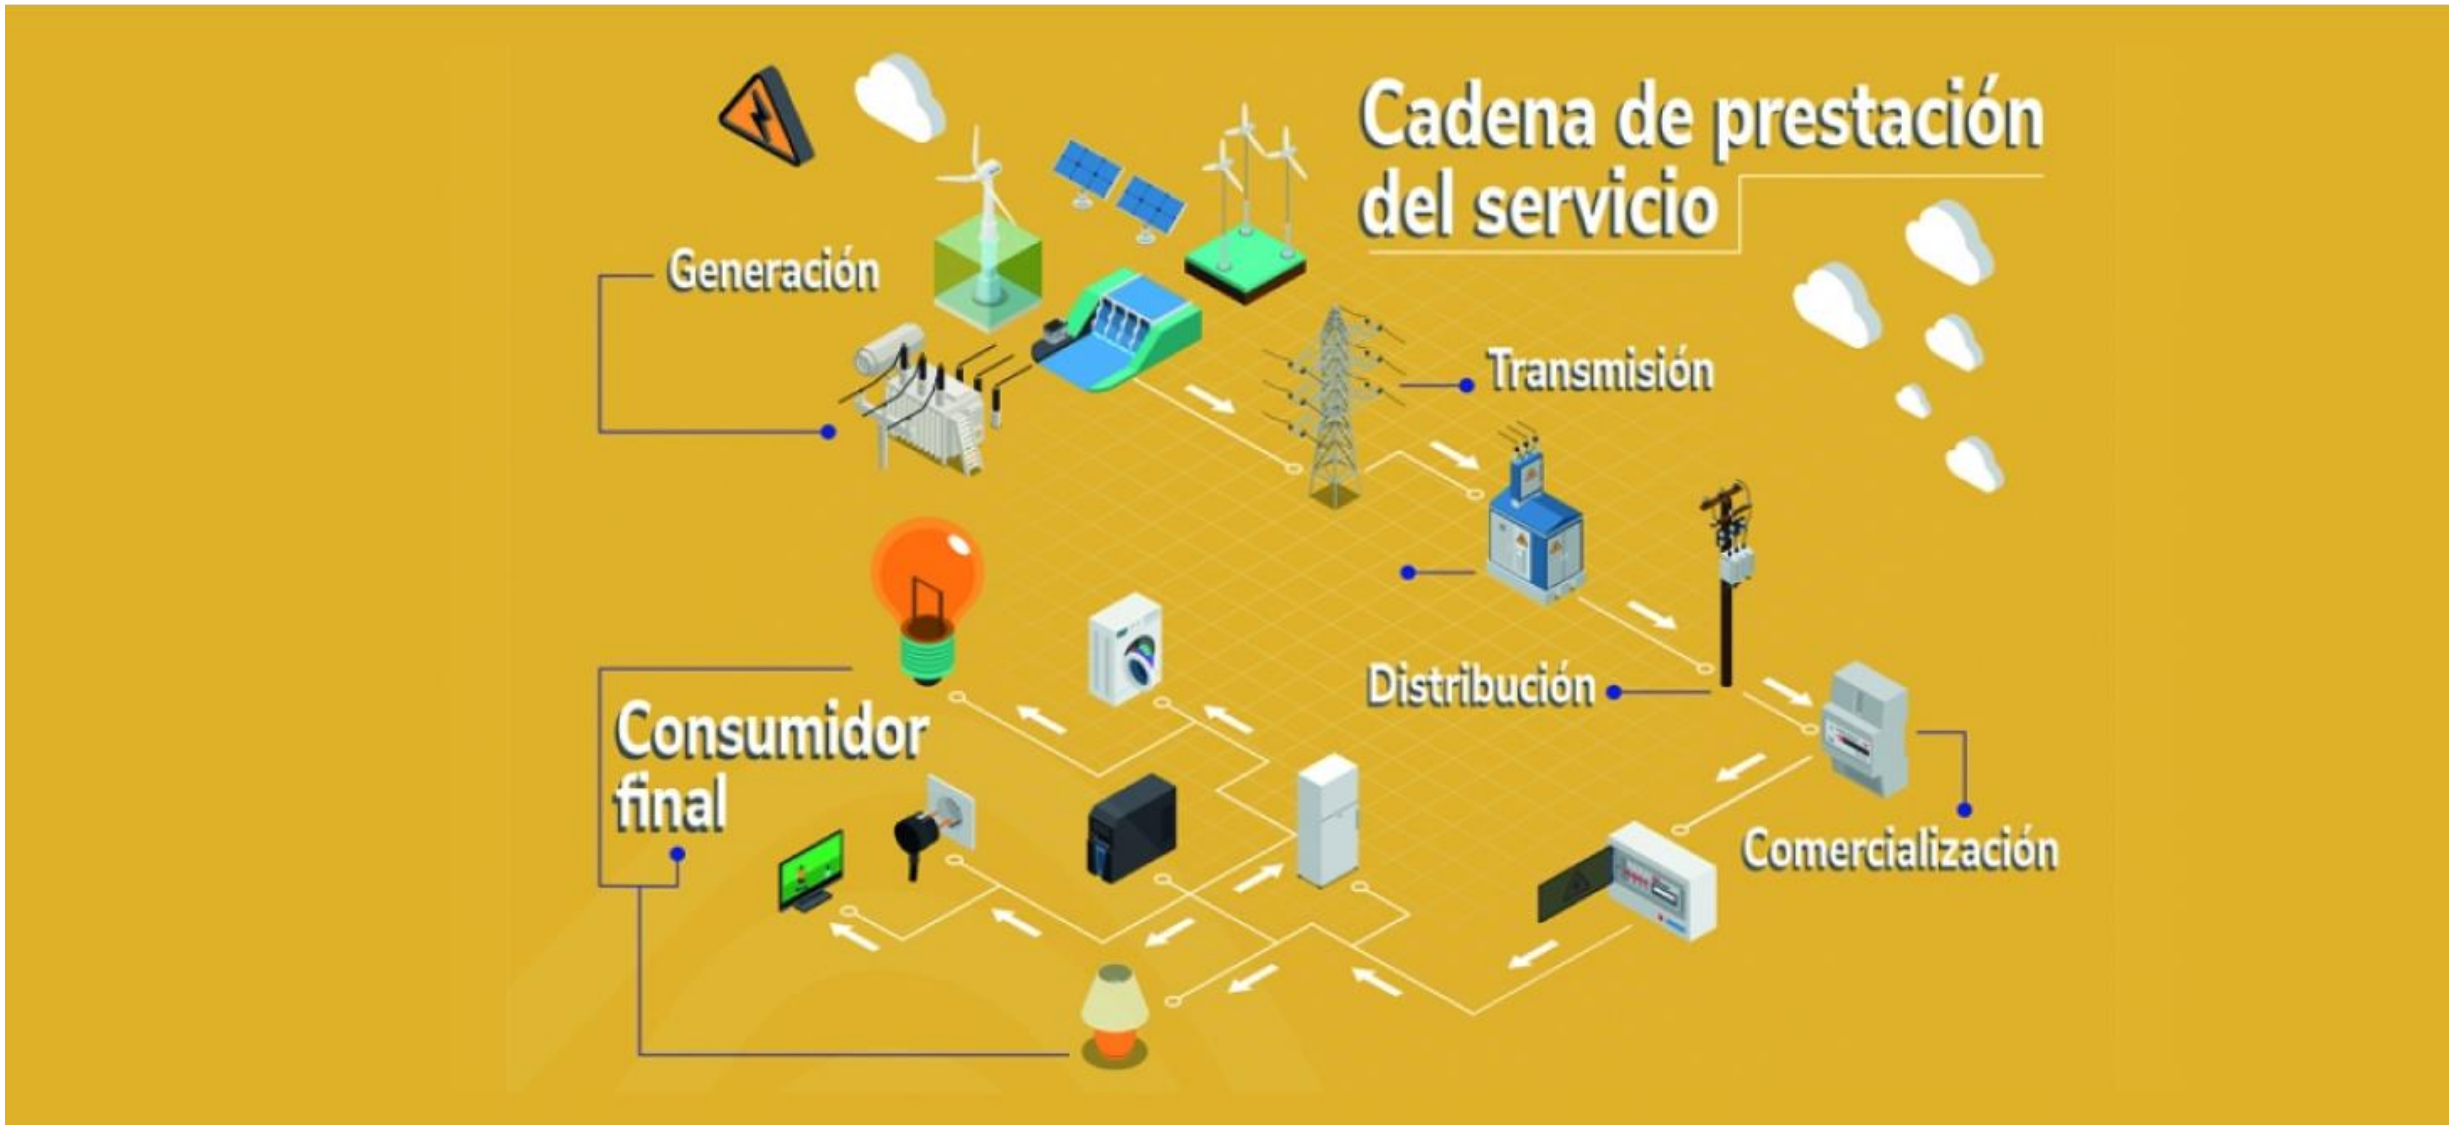 Cadena de prestación
del servicio
Generación
Transmisión
Distribución
Consumidor
final
Comercialización